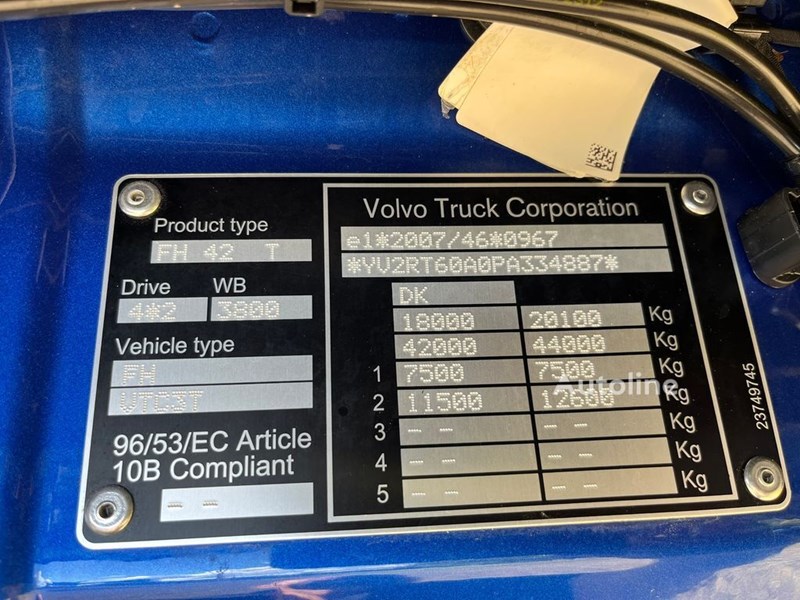 Product type
FH 42 T
Drive WB
4*2 3800
Vehicle type
FH
VTC3T
96/53/EC Article
10B Compliant
-- --
Volvo Truck Corporation
e1*2007/46*0967
*YV2RT60A0PA334887*
DK
18000 20100 Kg
42000 44000 Kg
1 7500 7500 Kg
2 11500 12600 Kg
3 -- -- -- -- Kg
4 -- -- -- -- Kg
5 -- -- -- -- Kg
23749745
Autoline